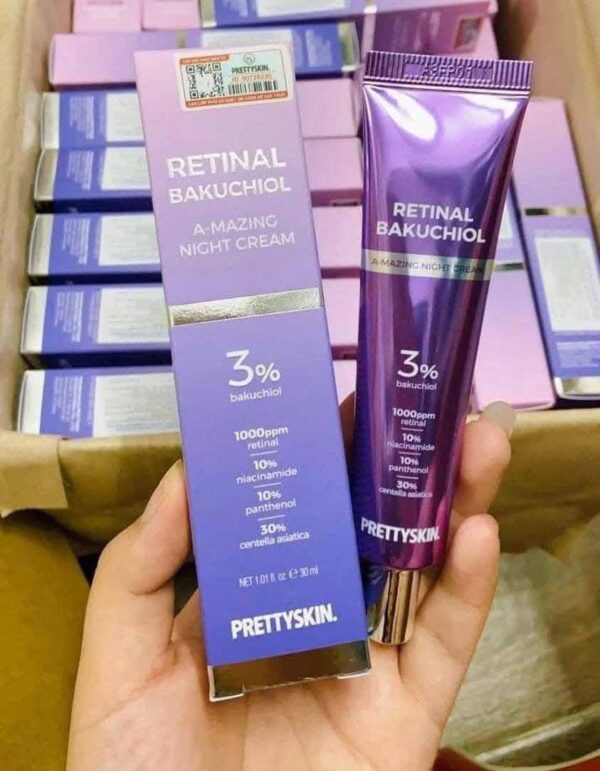 PRETTYSKIN.
RETINAL
BAKUCHIOL
A-MAZING
NIGHT CREAM
3%
bakuchiol
1000ppm
retinal
10%
niacinamide
10%
panthenol
30%
centella asiatica
NET 1.01 fl. oz ℮ 30 ml
PRETTYSKIN.
RETINAL
BAKUCHIOL
A-MAZING NIGHT CREAM
3%
bakuchiol
1000ppm
retinal
10%
niacinamide
10%
panthenol
30%
centella asiatica
PRETTYSKIN.